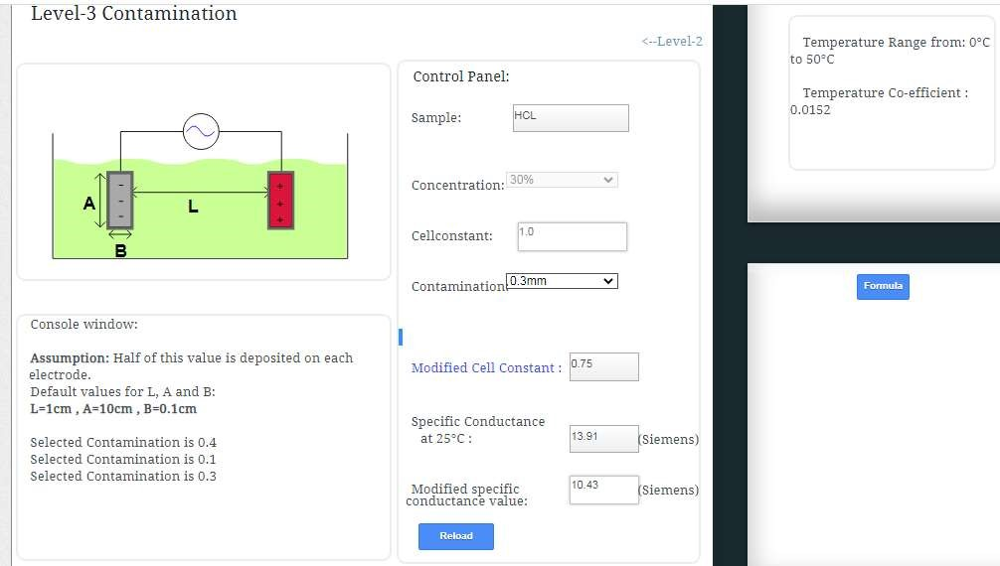 Level-3 Contamination
<--Level-2
A
L
B
Console window:
Assumption: Half of this value is deposited on each
electrode.
Default values for L, A and B:
L=1cm , A=10cm , B=0.1cm
Selected Contamination is 0.4
Selected Contamination is 0.1
Selected Contamination is 0.3
Control Panel:
Sample: HCL
Concentration: 30%
Cellconstant: 1.0
Contamination: 0.3mm
Modified Cell Constant : 0.75
Specific Conductance
at 25°C : 13.91 (Siemens)
Modified specific 10.43 (Siemens)
conductance value:
Reload
Temperature Range from: 0°C
to 50°C
Temperature Co-efficient :
0.0152
Formula